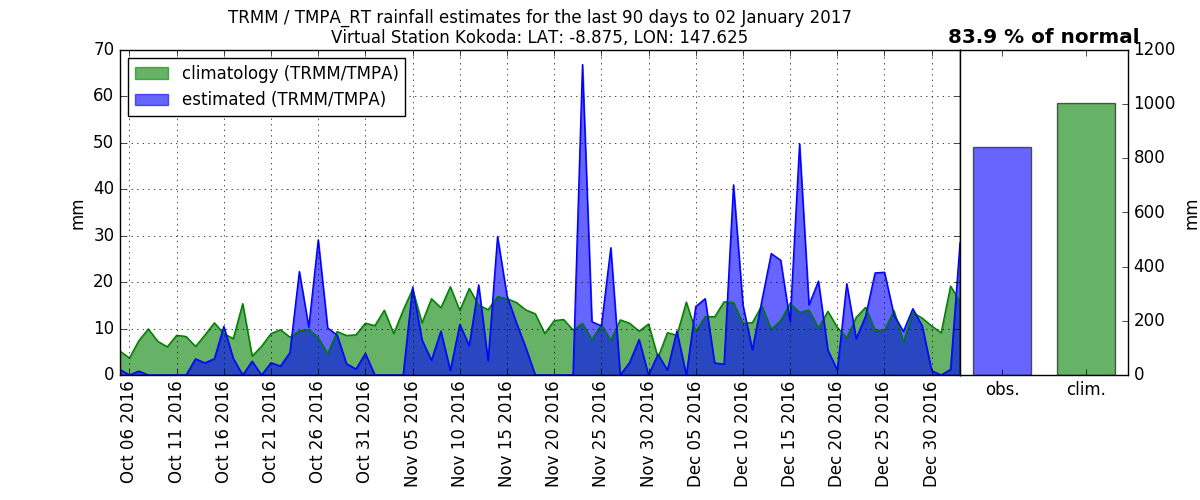 TRMM / TMPA_RT rainfall estimates for the last 90 days to 02 January 2017
Virtual Station Kokoda: LAT: -8.875, LON: 147.625
83.9 % of normal
climatology (TRMM/TMPA)
estimated (TRMM/TMPA)
mm
70
60
50
40
30
20
10
0
Oct 06 2016
Oct 11 2016
Oct 16 2016
Oct 21 2016
Oct 26 2016
Oct 31 2016
Nov 05 2016
Nov 10 2016
Nov 15 2016
Nov 20 2016
Nov 25 2016
Nov 30 2016
Dec 05 2016
Dec 10 2016
Dec 15 2016
Dec 20 2016
Dec 25 2016
Dec 30 2016
obs.
clim.
1200
1000
800
600
400
200
0
mm